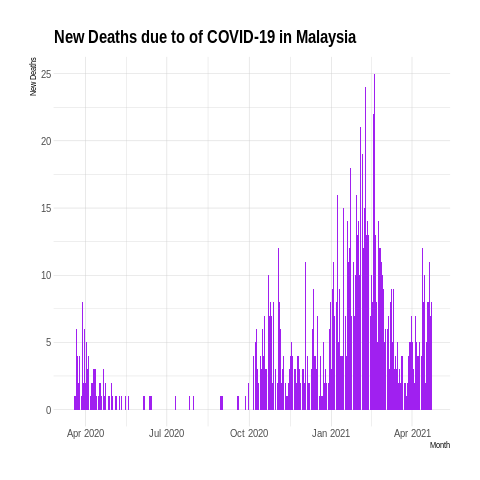 New Deaths due to of COVID-19 in Malaysia
New Deaths
25
20
15
10
5
0
Apr 2020 Jul 2020 Oct 2020 Jan 2021 Apr 2021
Month